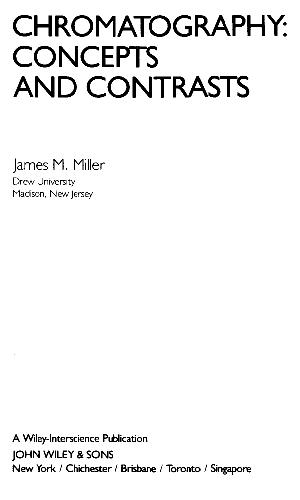 CHROMATOGRAPHY:
CONCEPTS
AND CONTRASTS
James M. Miller
Drew University
Madison, New Jersey
A Wiley-Interscience Publication
JOHN WILEY & SONS
New York / Chichester / Brisbane / Toronto / Singapore